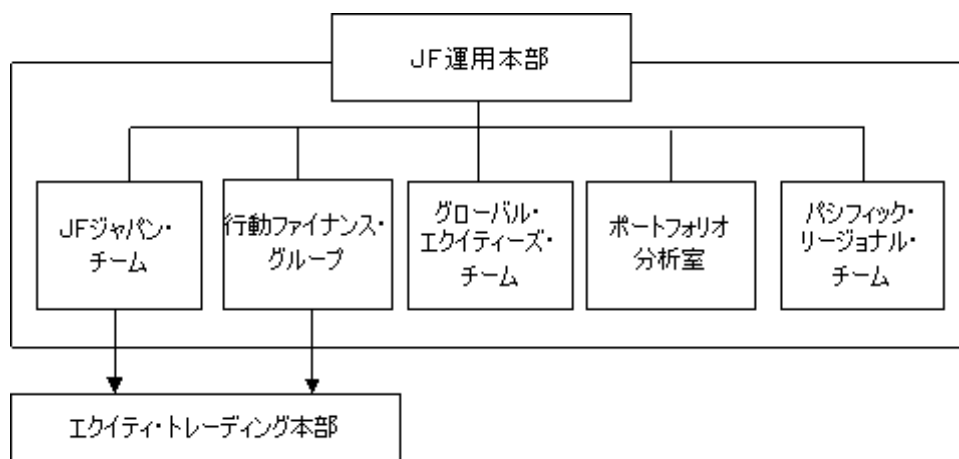 JF運用本部
JFジャパン・
チーム
行動ファイナンス・
グループ
グローバル・
エクイティーズ・
チーム
ポートフォリオ
分析室
パシフィック・
リージョナル・
チーム
エクイティ・トレーディング本部